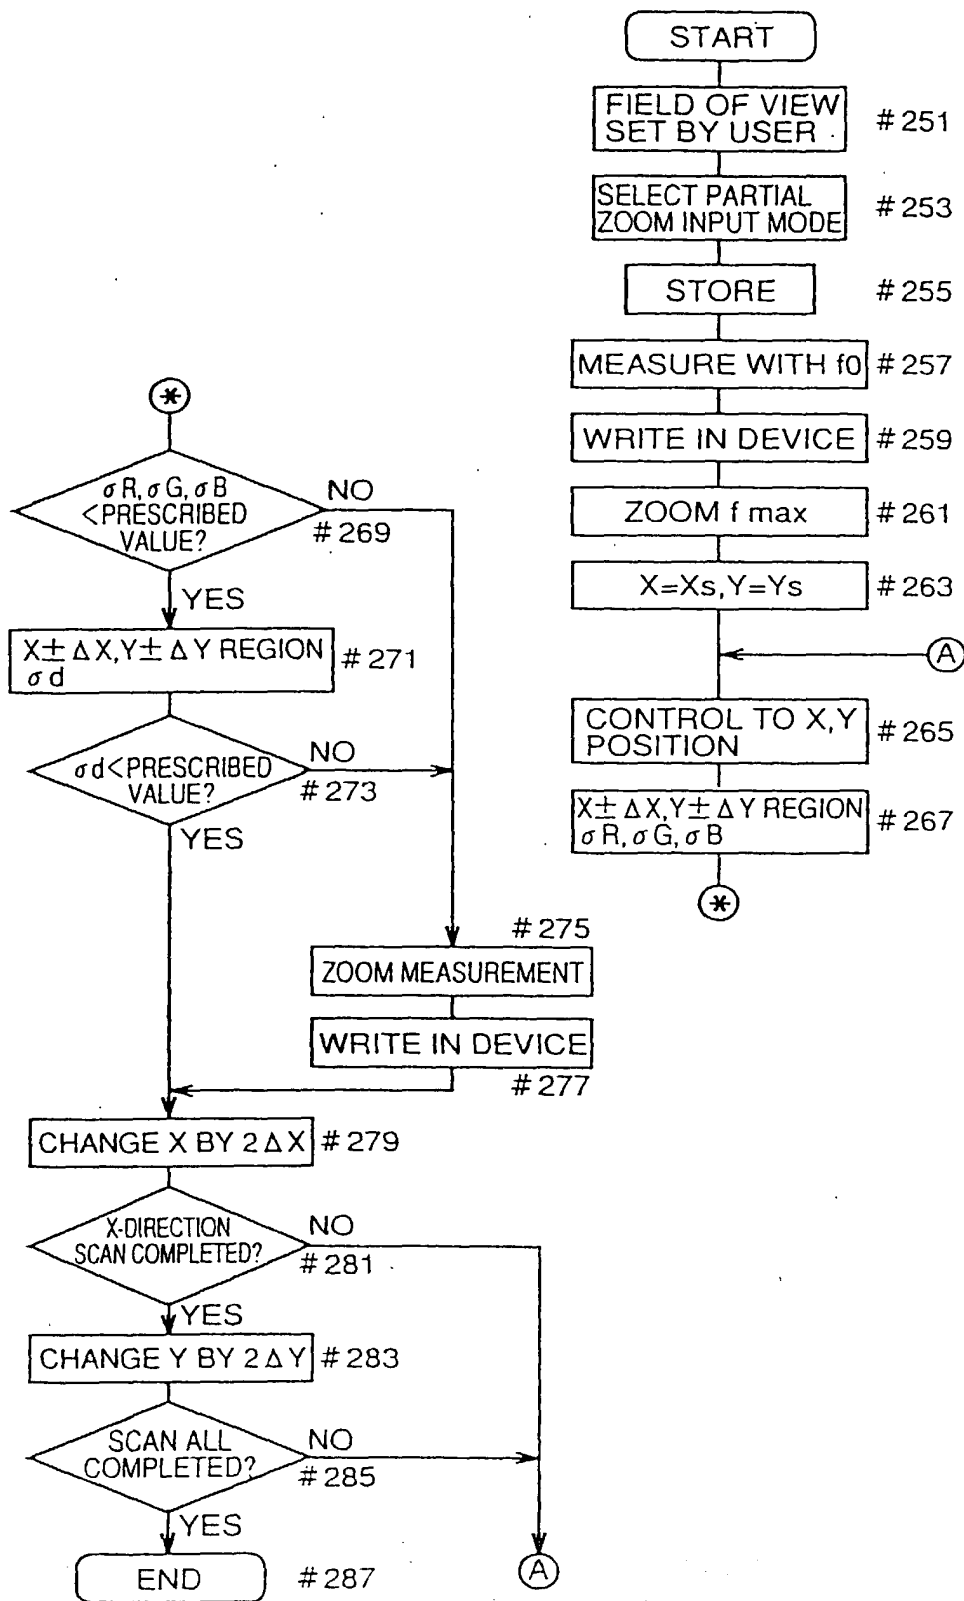 START
FIELD OF VIEW
SET BY USER
# 251
SELECT PARTIAL
ZOOM INPUT MODE
# 253
STORE
# 255
MEASURE WITH f0
# 257
WRITE IN DEVICE
# 259
ZOOM f max
# 261
X=Xs,Y=Ys
# 263
A
CONTROL TO X,Y
POSITION
# 265
X± ΔX,Y± ΔY REGION
σR,σG,σB
# 267
*
*
σR,σG,σB
<PRESCRIBED
VALUE?
NO
# 269
YES
X± ΔX,Y± ΔY REGION
σd
# 271
σd<PRESCRIBED
VALUE?
NO
# 273
YES
# 275
ZOOM MEASUREMENT
WRITE IN DEVICE
# 277
CHANGE X BY 2ΔX
# 279
X-DIRECTION
SCAN COMPLETED?
NO
# 281
YES
CHANGE Y BY 2ΔY
# 283
SCAN ALL
COMPLETED?
NO
# 285
YES
END
# 287
A